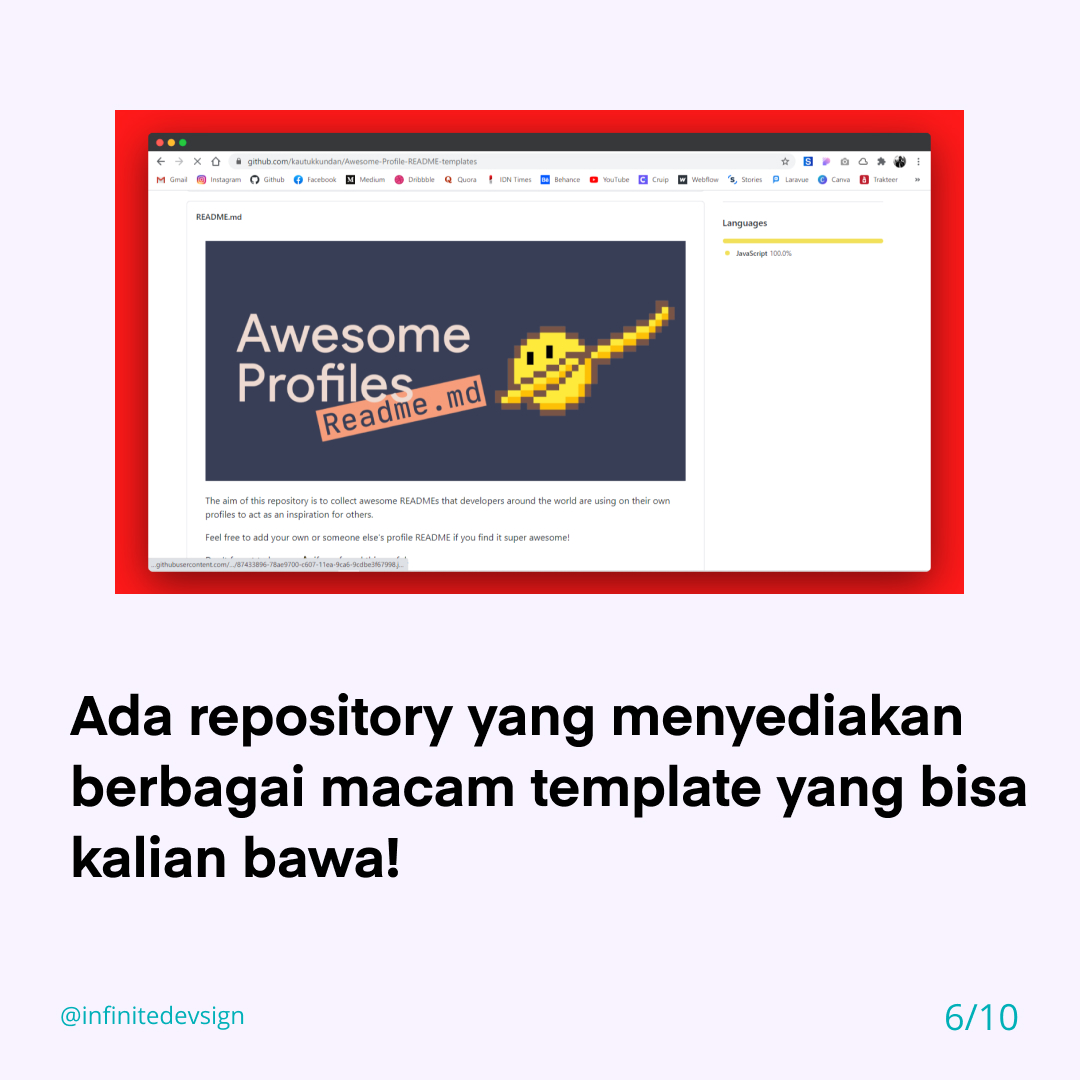 github.com/kautukkundan/Awesome-Profile-README-templates
Gmail Instagram Github Facebook Medium Dribbble Quora IDN Times Behance YouTube Cruip Webflow Stories Laravue Canva Trakteer »
README.md
Languages
JavaScript 100.0%
Awesome
Profiles
Readme.md
The aim of this repository is to collect awesome READMEs that developers around the world are using on their own
profiles to act as an inspiration for others.
Feel free to add your own or someone else's profile README if you find it super awesome!
...githubusercontent.com/.../87433896-78ae9700-c607-11ea-9ca6-9cdbe3f67998.j...
Ada repository yang menyediakan
berbagai macam template yang bisa
kalian bawa!
@infinitedevsign
6/10